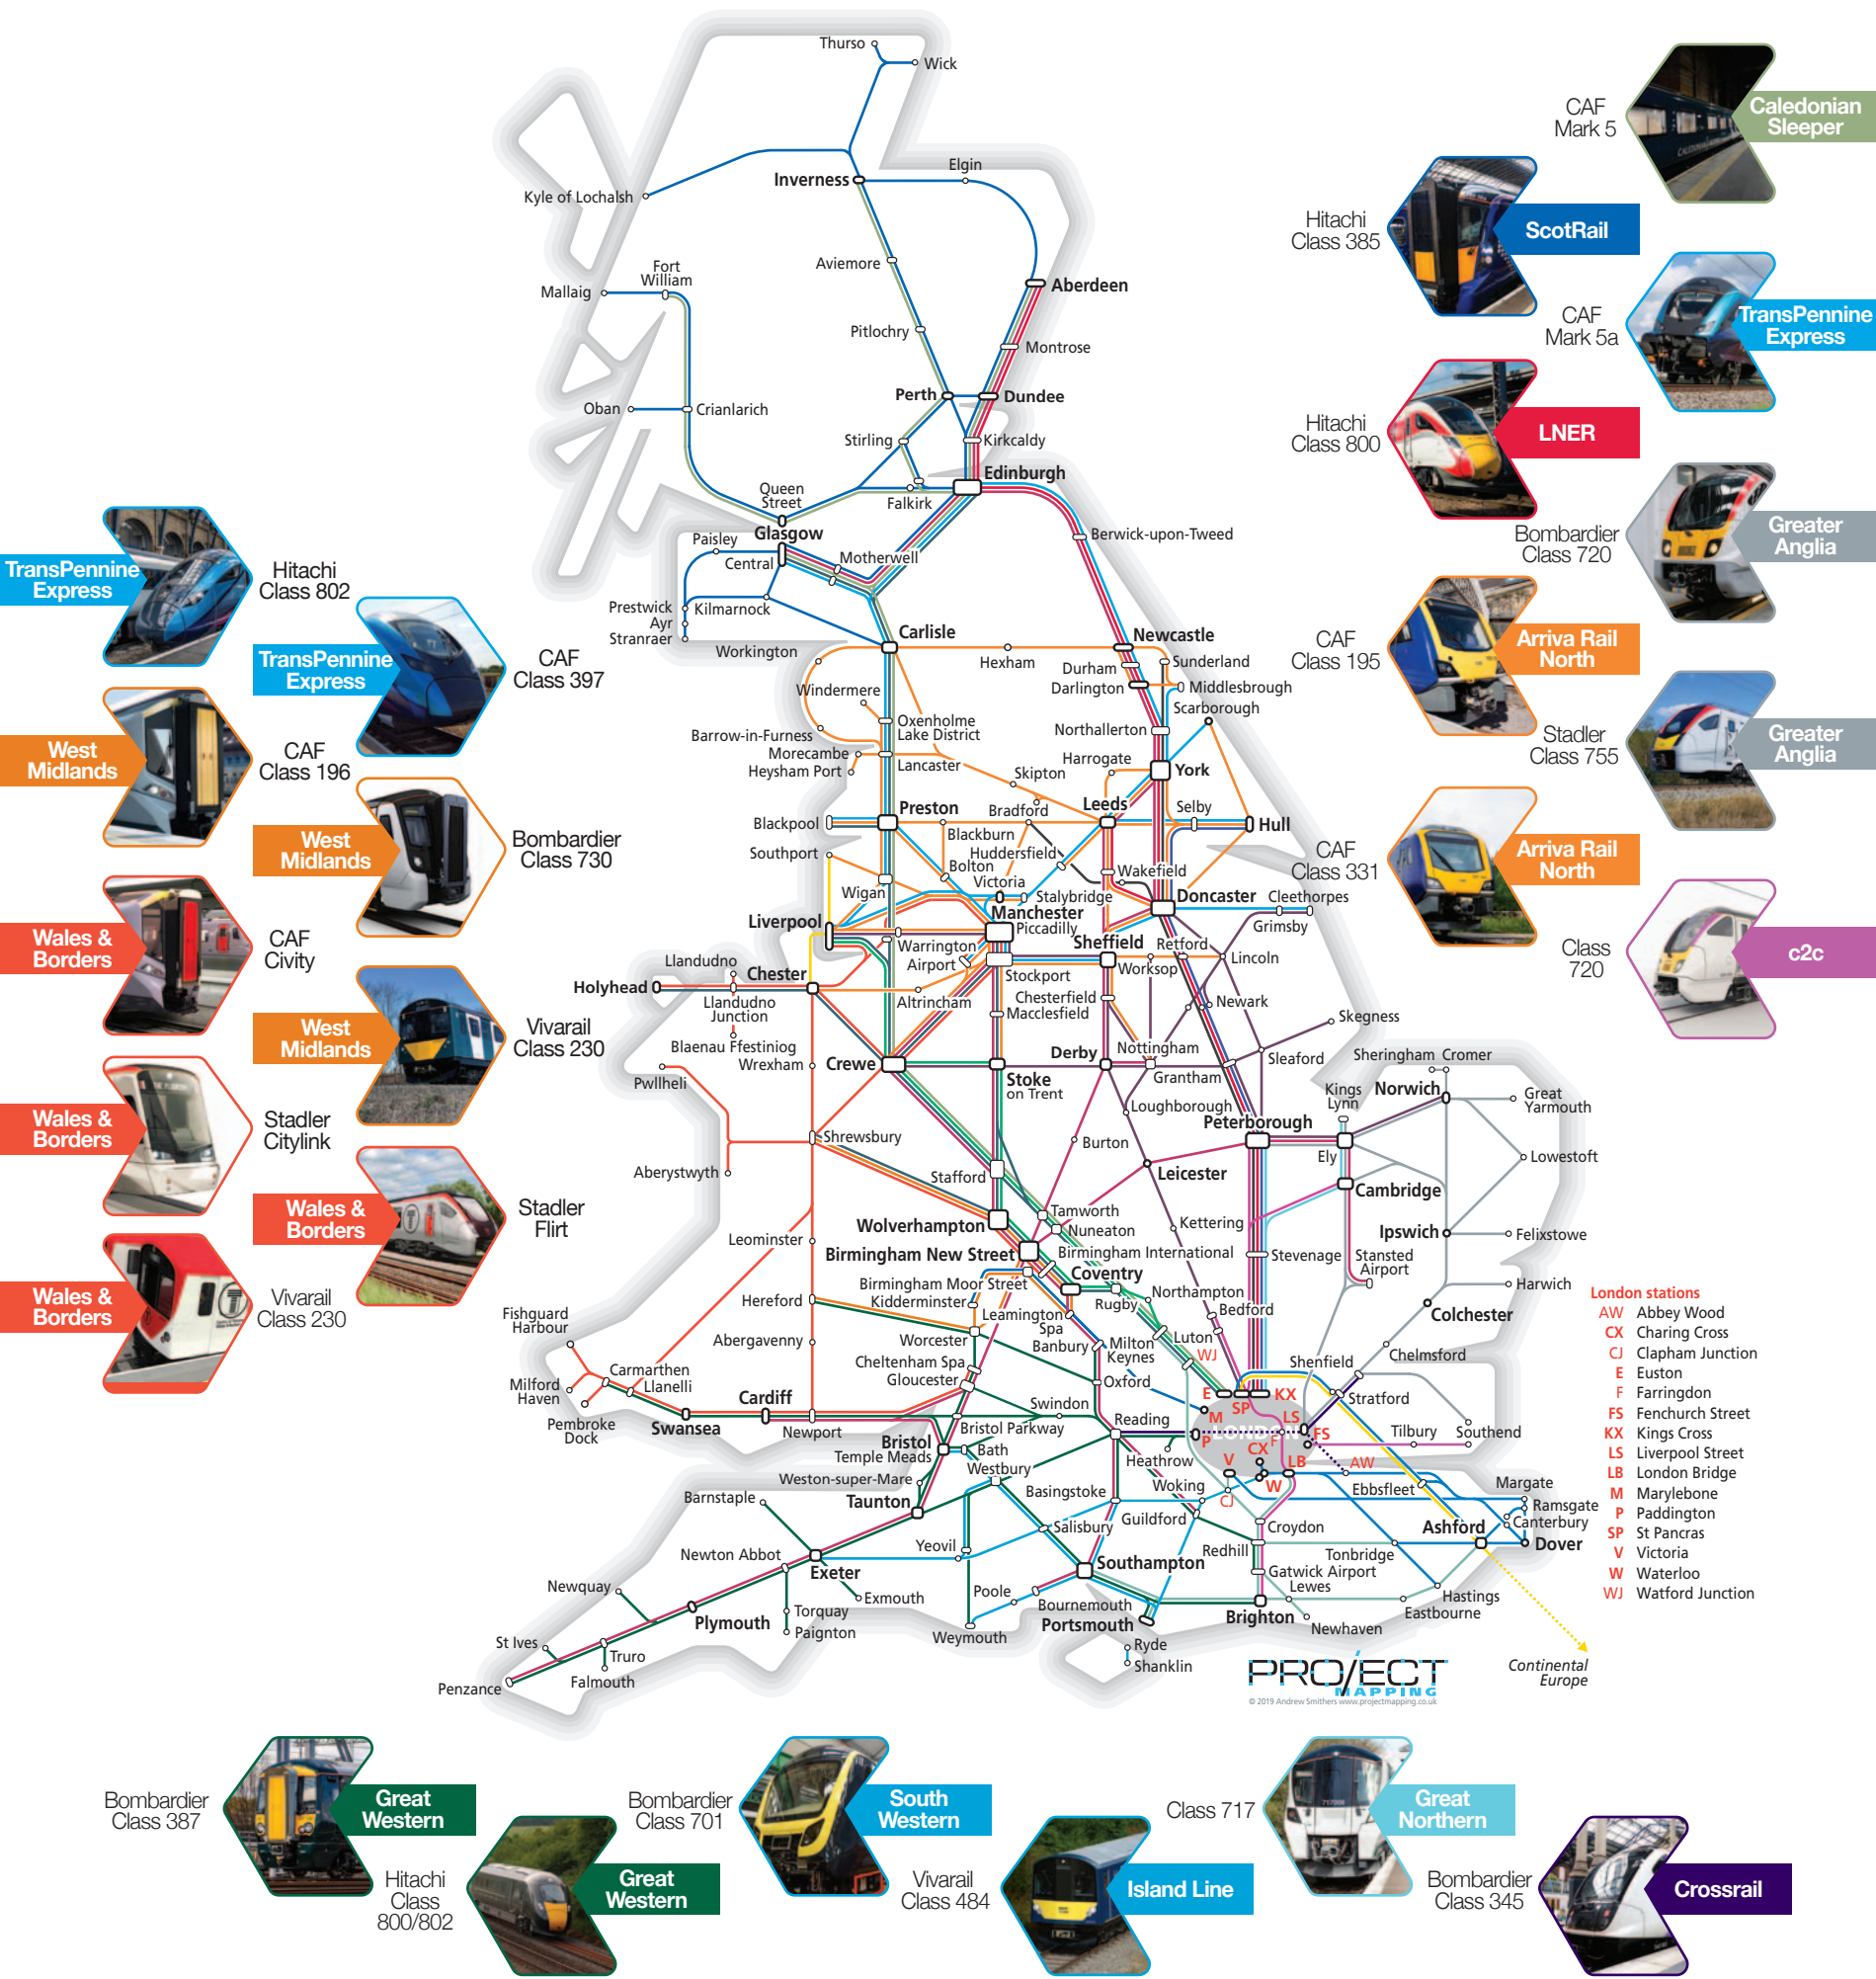 Thurso
Wick
Caledonian
Sleeper
CAF
Mark 5
Elgin
Inverness
Kyle of Lochalsh
Hitachi
Class 385
ScotRail
Aviemore
Fort
William
Mallaig
Aberdeen
CAF
Mark 5a
TransPennine
Express
Pitlochry
Montrose
Perth
Dundee
Oban
Crianlarich
Hitachi
Class 800
LNER
Stirling
Kirkcaldy
Edinburgh
Queen
Street
Falkirk
Glasgow
Central
Paisley
Motherwell
Berwick-upon-Tweed
Bombardier
Class 720
Greater
Anglia
TransPennine
Express
Hitachi
Class 802
Prestwick
Ayr
Stranraer
Kilmarnock
Carlisle
Newcastle
Workington
Hexham
Durham
Sunderland
Darlington
Middlesbrough
CAF
Class 195
Arriva Rail
North
TransPennine
Express
CAF
Class 397
Windermere
Scarborough
Oxenholme
Lake District
Northallerton
Barrow-in-Furness
Morecambe
Heysham Port
Lancaster
Harrogate
Skipton
York
Stadler
Class 755
Greater
Anglia
West
Midlands
CAF
Class 196
Preston
Bradford
Leeds
Selby
Hull
Blackpool
Blackburn
Huddersfield
Southport
Bolton
Wakefield
West
Midlands
Bombardier
Class 730
CAF
Class 331
Arriva Rail
North
Wigan
Victoria
Stalybridge
Doncaster
Cleethorpes
Liverpool
Manchester
Piccadilly
Grimsby
Wales &
Borders
CAF
Civity
Warrington
Airport
Sheffield
Retford
Class
720
c2c
Llandudno
Chester
Stockport
Worksop
Lincoln
Holyhead
Llandudno
Junction
Altrincham
Chesterfield
Macclesfield
Newark
Skegness
West
Midlands
Vivarail
Class 230
Blaenau Ffestiniog
Wrexham
Crewe
Derby
Nottingham
Grantham
Sleaford
Sheringham Cromer
Pwllheli
Stoke
on Trent
Kings
Lynn
Norwich
Great
Yarmouth
Loughborough
Peterborough
Wales &
Borders
Stadler
Citylink
Shrewsbury
Burton
Ely
Lowestoft
Aberystwyth
Stafford
Leicester
Cambridge
Wales &
Borders
Stadler
Flirt
Wolverhampton
Tamworth
Nuneaton
Kettering
Ipswich
Felixstowe
Leominster
Birmingham New Street
Birmingham International
Stevenage
Stansted
Airport
Coventry
Harwich
Birmingham Moor Street
Kidderminster
Northampton
Rugby
Bedford
Colchester
Wales &
Borders
Vivarail
Class 230
Hereford
Leamington
Spa
Fishguard
Harbour
Abergavenny
Worcester
Banbury
Milton
Keynes
Luton
WJ
Shenfield
Chelmsford
Cheltenham Spa
Gloucester
Carmarthen
Llanelli
Milford
Haven
Pembroke
Dock
Oxford
Stratford
Swansea
Cardiff
Newport
Swindon
E
SP
KX
M
LS
Reading
LONDON
Bristol Parkway
P
F
FS
Tilbury
Southend
Bristol
Temple Meads
Bath
Heathrow
V
CX
LB
AW
Westbury
Weston-super-Mare
Basingstoke
Woking
CJ
W
Ebbsfleet
Margate
Ramsgate
Canterbury
Barnstaple
Taunton
Guildford
Croydon
Salisbury
Ashford
Dover
Yeovil
Redhill
Tonbridge
Newton Abbot
Exeter
Southampton
Gatwick Airport
Newquay
Exmouth
Poole
Lewes
Hastings
Bournemouth
Eastbourne
Torquay
Paignton
Plymouth
Portsmouth
Brighton
Newhaven
Weymouth
St Ives
Truro
Falmouth
Penzance
Ryde
Shanklin
Continental
Europe
London stations
AW Abbey Wood
CX Charing Cross
CJ Clapham Junction
E Euston
F Farringdon
FS Fenchurch Street
KX Kings Cross
LS Liverpool Street
LB London Bridge
M Marylebone
P Paddington
SP St Pancras
V Victoria
W Waterloo
WJ Watford Junction
PROJECT
MAPPING
© 2019 Andrew Smithers www.projectmapping.co.uk
Bombardier
Class 387
Great
Western
Hitachi
Class
800/802
Great
Western
Bombardier
Class 701
South
Western
Vivarail
Class 484
Island Line
Class 717
Great
Northern
Bombardier
Class 345
Crossrail